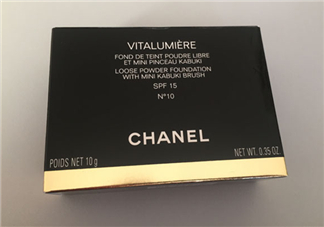 VITALUMIÈRE
FOND DE TEINT POUDRE LIBRE
ET MINI PINCEAU KABUKI
LOOSE POWDER FOUNDATION
WITH MINI KABUKI BRUSH
SPF 15
N°10
CHANEL
POIDS NET 10 g NET WT. 0.35 OZ